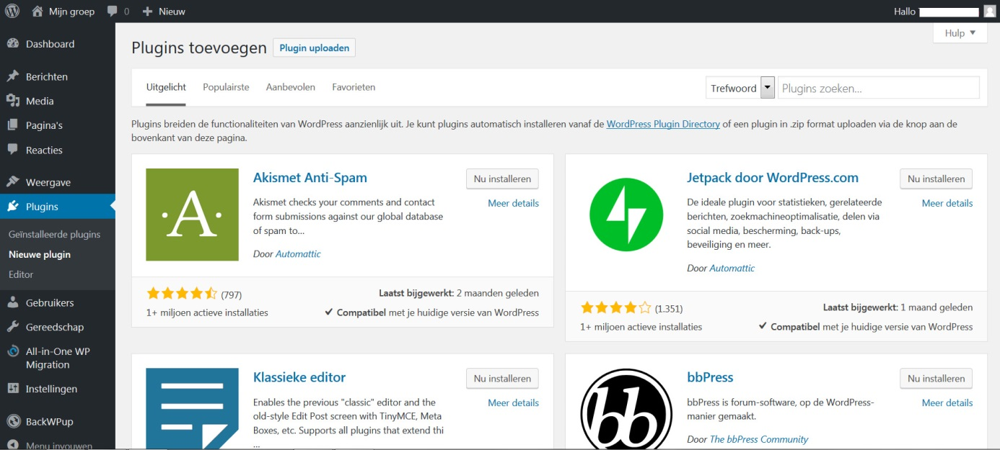 Mijn groep 0 Nieuw Hallo
Hulp
Dashboard
Berichten
Media
Pagina's
Reacties
Weergave
Plugins
Geïnstalleerde plugins
Nieuwe plugin
Editor
Gebruikers
Gereedschap
All-in-One WP
Migration
Instellingen
BackWPup
Menu invouwen
Plugins toevoegen Plugin uploaden
Uitgelicht Populairste Aanbevolen Favorieten Trefwoord Plugins zoeken...
Plugins breiden de functionaliteiten van WordPress aanzienlijk uit. Je kunt plugins automatisch installeren vanaf de WordPress Plugin Directory of een plugin in .zip format uploaden via de knop aan de
bovenkant van deze pagina.
Akismet Anti-Spam
Nu installeren
Meer details
Akismet checks your comments and contact
form submissions against our global database
of spam to...
Door Automattic
(797)
1+ miljoen actieve installaties
Laatst bijgewerkt: 2 maanden geleden
Compatibel met je huidige versie van WordPress
Jetpack door WordPress.com
Nu installeren
Meer details
De ideale plugin voor statistieken, gerelateerde
berichten, zoekmachineoptimalisatie, delen via
social media, bescherming, back-ups,
beveiliging en meer.
Door Automattic
(1.351)
1+ miljoen actieve installaties
Laatst bijgewerkt: 1 maand geleden
Compatibel met je huidige versie van WordPress
Klassieke editor
Nu installeren
Meer details
Enables the previous "classic" editor and the
old-style Edit Post screen with TinyMCE, Meta
Boxes, etc. Supports all plugins that extend thi
...
bbPress
Nu installeren
Meer details
bbPress is forum-software, op de WordPress-
manier gemaakt.
Door The bbPress Community